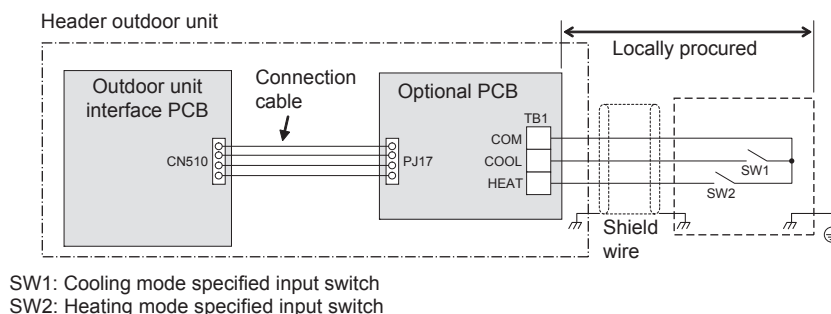 Header outdoor unit
Locally procured
Outdoor unit
interface PCB
Connection
cable
Optional PCB
TB1
COM
COOL
HEAT
CN510
PJ17
SW1
SW2
Shield
wire
SW1: Cooling mode specified input switch
SW2: Heating mode specified input switch